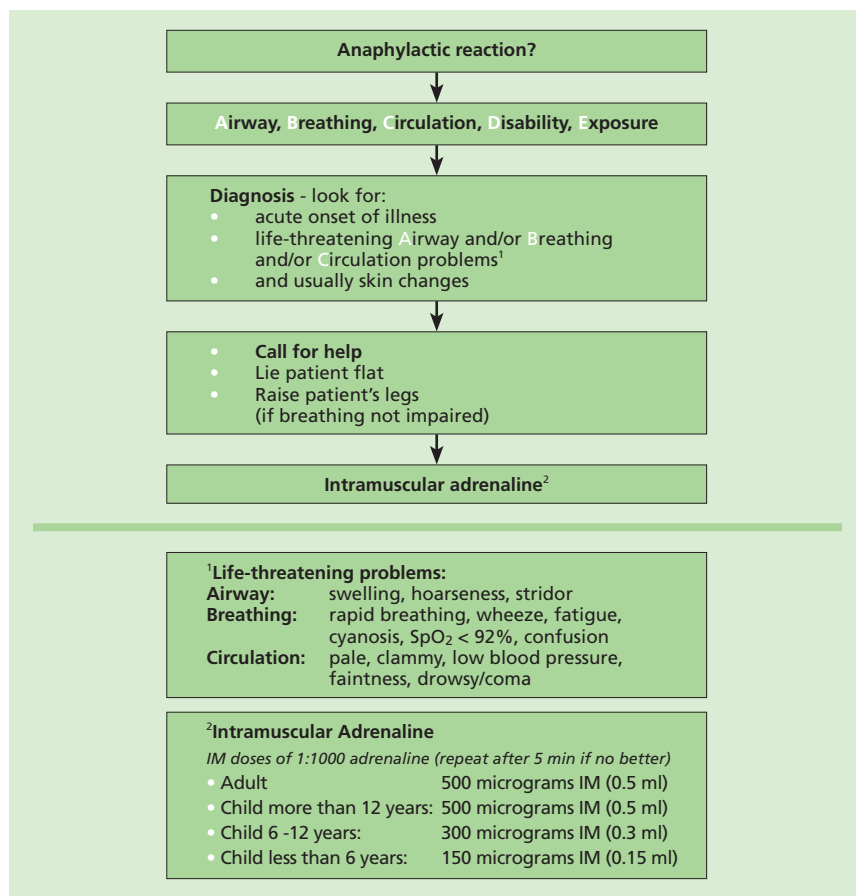 Anaphylactic reaction?
Airway, Breathing, Circulation, Disability, Exposure
Diagnosis - look for:
• acute onset of illness
• life-threatening Airway and/or Breathing
and/or Circulation problems¹
• and usually skin changes
• Call for help
• Lie patient flat
• Raise patient's legs
(if breathing not impaired)
Intramuscular adrenaline²
¹Life-threatening problems:
Airway: swelling, hoarseness, stridor
Breathing: rapid breathing, wheeze, fatigue,
cyanosis, SpO₂ < 92%, confusion
Circulation: pale, clammy, low blood pressure,
faintness, drowsy/coma
²Intramuscular Adrenaline
IM doses of 1:1000 adrenaline (repeat after 5 min if no better)
• Adult 500 micrograms IM (0.5 ml)
• Child more than 12 years: 500 micrograms IM (0.5 ml)
• Child 6 -12 years: 300 micrograms IM (0.3 ml)
• Child less than 6 years: 150 micrograms IM (0.15 ml)